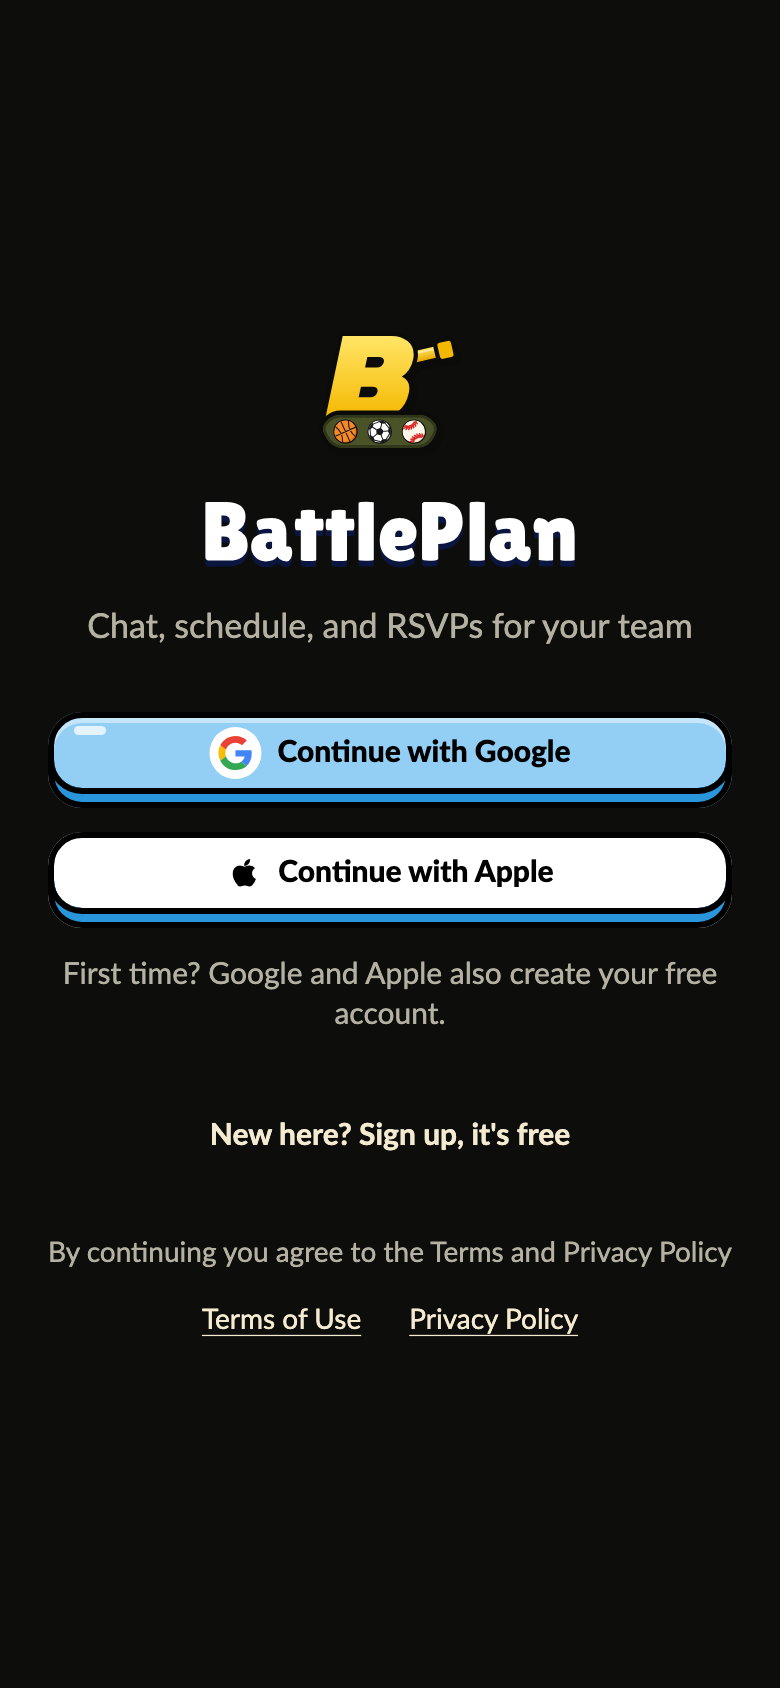 B
BattlePlan
Chat, schedule, and RSVPs for your team
G Continue with Google
Continue with Apple
First time? Google and Apple also create your free
account.
New here? Sign up, it's free
By continuing you agree to the Terms and Privacy Policy
Terms of Use Privacy Policy